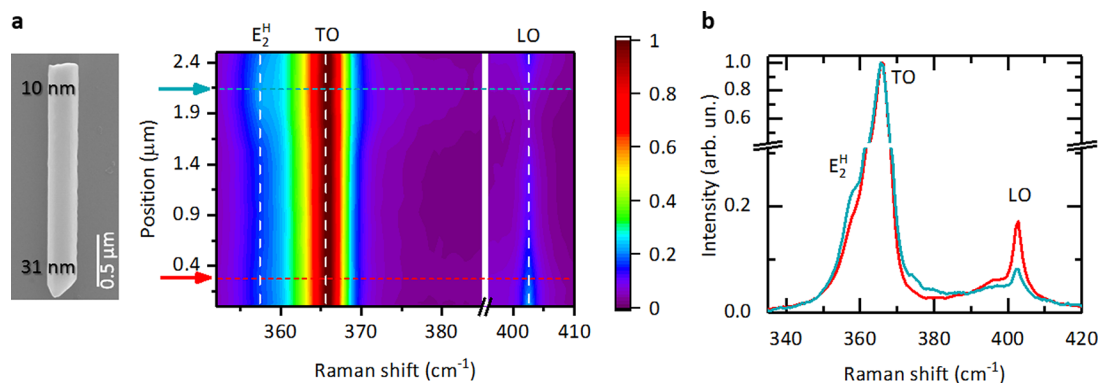 a
10 nm
31 nm
0.5 μm
E₂ᴴ TO LO
2.4
1.9
1.4
0.9
0.4
Position (μm)
360 370 380 400 410
Raman shift (cm⁻¹)
1
0.8
0.6
0.4
0.2
0
b
1.0
0.8
0.6
0.2
0.0
Intensity (arb. un.)
TO
E₂ᴴ
LO
340 360 380 400 420
Raman shift (cm⁻¹)